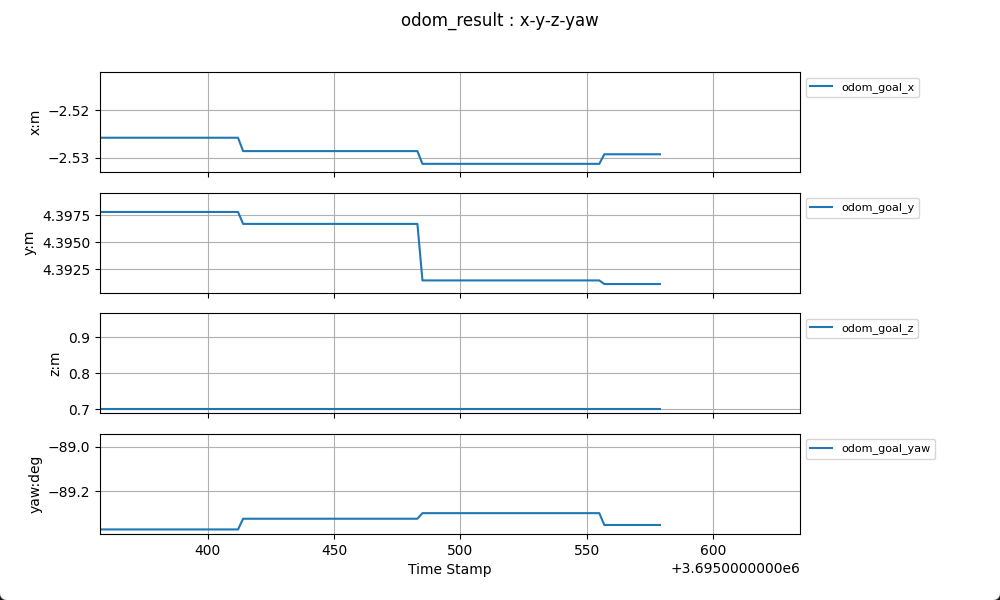 odom_result : x-y-z-yaw
x:m
−2.52
−2.53
odom_goal_x
y:m
4.3975
4.3950
4.3925
odom_goal_y
z:m
0.9
0.8
0.7
odom_goal_z
yaw:deg
−89.0
−89.2
odom_goal_yaw
400 450 500 550 600
Time Stamp
+3.6950000000e6